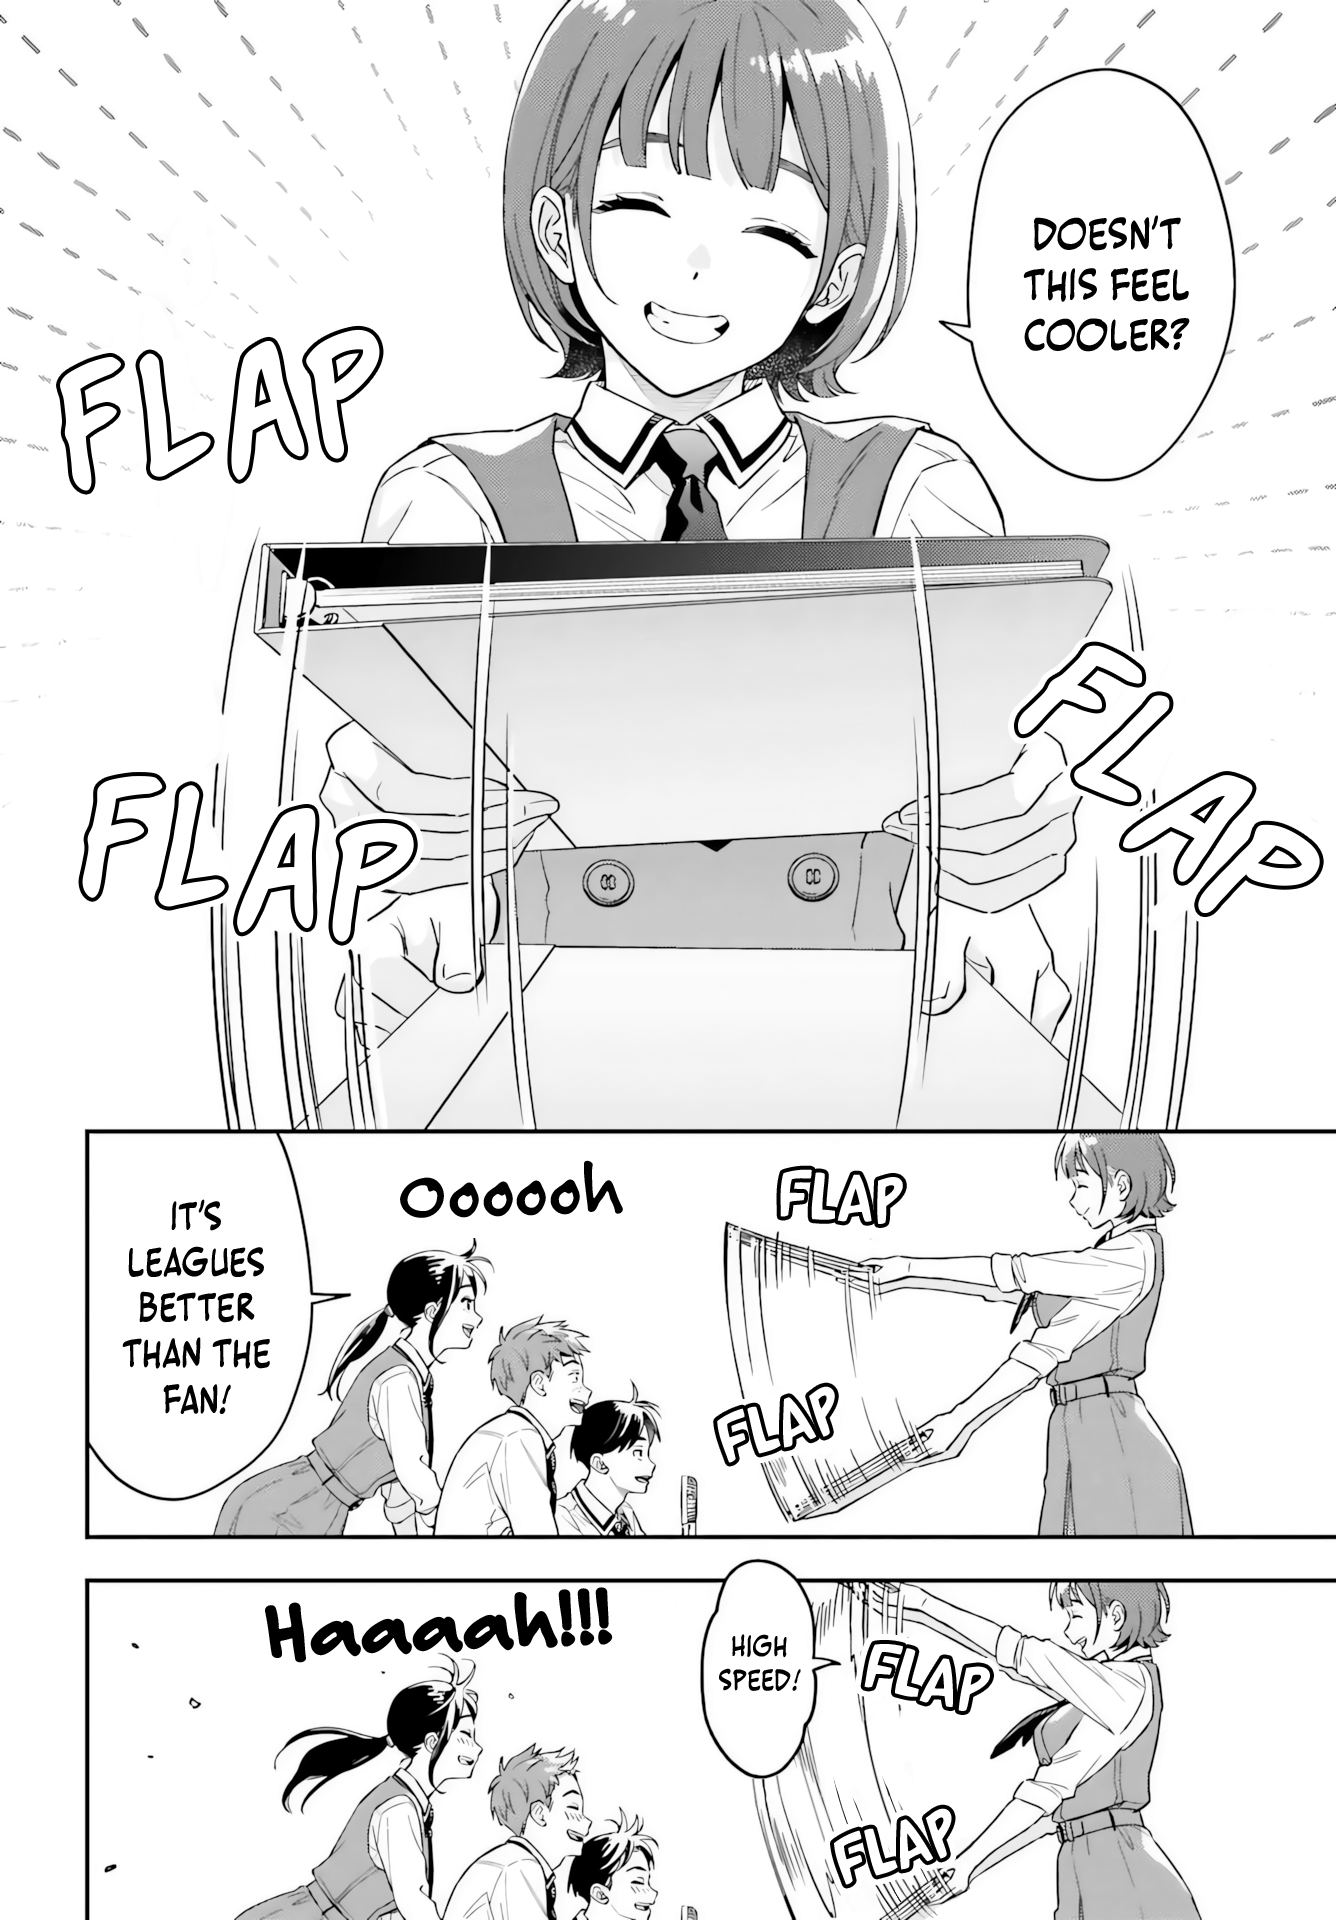 DOESN'T
THIS FEEL
COOLER?
FLAP
FLAP
FLAP
IT'S
LEAGUES
BETTER
THAN THE
FAN!
Oooooh
FLAP
FLAP
Haaaah!!!
HIGH
SPEED!
FLAP
FLAP